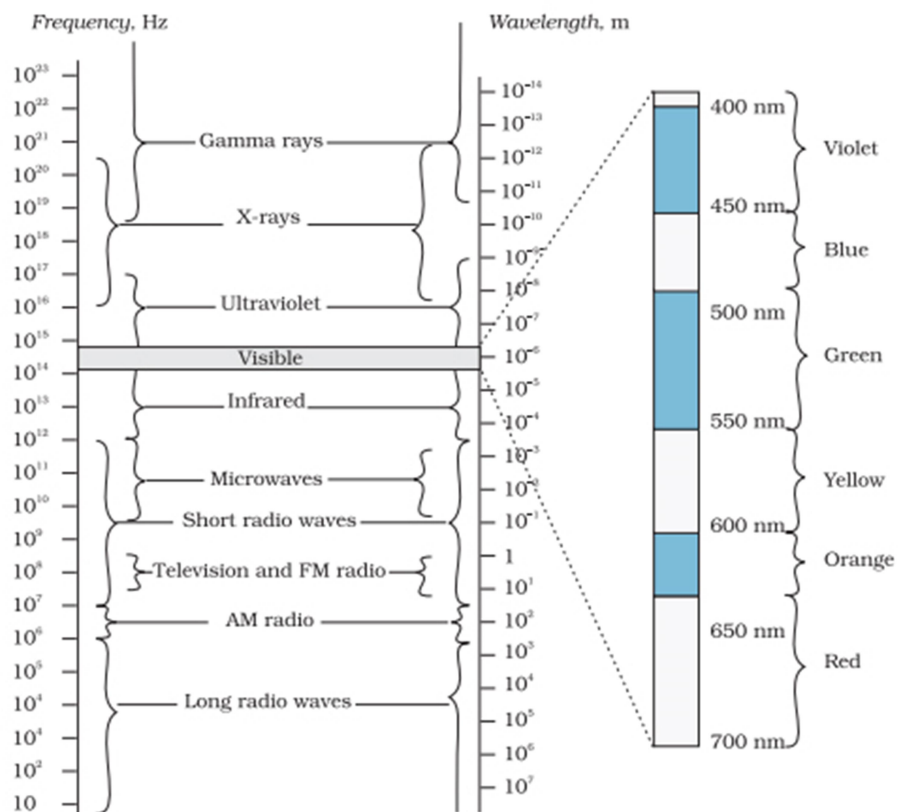 Frequency, Hz
10²³
10²²
10²¹
10²⁰
10¹⁹
10¹⁸
10¹⁷
10¹⁶
10¹⁵
10¹⁴
10¹³
10¹²
10¹¹
10¹⁰
10⁹
10⁸
10⁷
10⁶
10⁵
10⁴
10⁴
10²
10
Gamma rays
X-rays
Ultraviolet
Visible
Infrared
Microwaves
Short radio waves
Television and FM radio
AM radio
Long radio waves
Wavelength, m
10⁻¹⁴
10⁻¹³
10⁻¹²
10⁻¹¹
10⁻¹⁰
10⁻⁹
10⁻⁸
10⁻⁷
10⁻⁶
10⁻⁵
10⁻⁴
10⁻³
10⁻²
10⁻¹
1
10¹
10²
10³
10⁴
10⁵
10⁶
10⁷
400 nm
450 nm
500 nm
550 nm
600 nm
650 nm
700 nm
Violet
Blue
Green
Yellow
Orange
Red